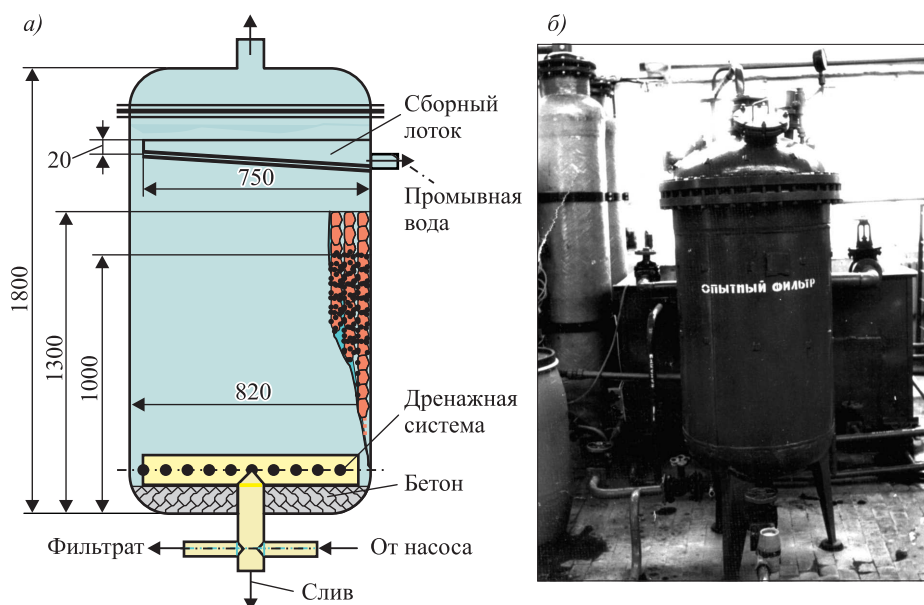 а)
б)
Сборный
лоток
20
750
Промывная
вода
1800
1300
1000
820
ОПЫТНЫЙ ФИЛЬТР
Дренажная
система
Бетон
Фильтрат
От насоса
Слив